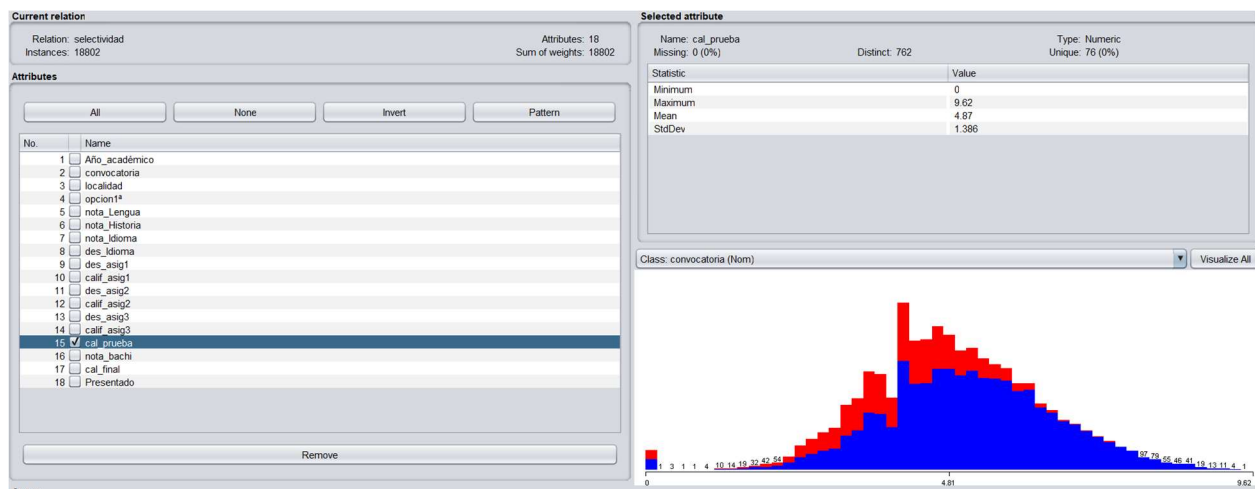 Current relation
Relation: selectividad Attributes: 18
Instances: 18802 Sum of weights: 18802
Attributes
All None Invert Pattern
No. Name
1 Año_académico
2 convocatoria
3 localidad
4 opcion1ª
5 nota_Lengua
6 nota_Historia
7 nota_Idioma
8 des_Idioma
9 des_asig1
10 calif_asig1
11 des_asig2
12 calif_asig2
13 des_asig3
14 calif_asig3
15 cal_prueba
16 nota_bachi
17 cal_final
18 Presentado
Remove
Selected attribute
Name: cal_prueba Type: Numeric
Missing: 0 (0%) Distinct: 762 Unique: 76 (0%)
Statistic Value
Minimum 0
Maximum 9.62
Mean 4.87
StdDev 1.386
Class: convocatoria (Nom) Visualize All
1 3 1 1 4 10 14 19 32 42 54 97 79 55 46 41 19 13 11 4 1
0 4.81 9.62